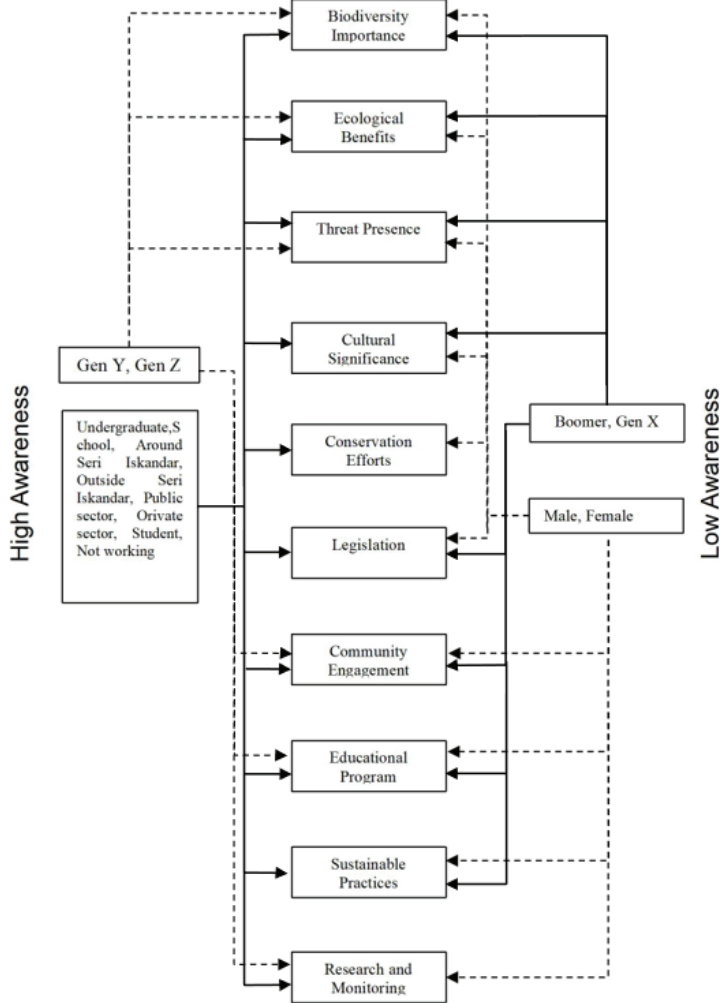 High Awareness
Gen Y, Gen Z
Undergraduate,S
chool, Around
Seri Iskandar,
Outside Seri
Iskandar, Public
sector, Orivate
sector, Student,
Not working
Biodiversity
Importance
Ecological
Benefits
Threat Presence
Cultural
Significance
Conservation
Efforts
Legislation
Community
Engagement
Educational
Program
Sustainable
Practices
Research and
Monitoring
Boomer, Gen X
Male, Female
Low Awareness